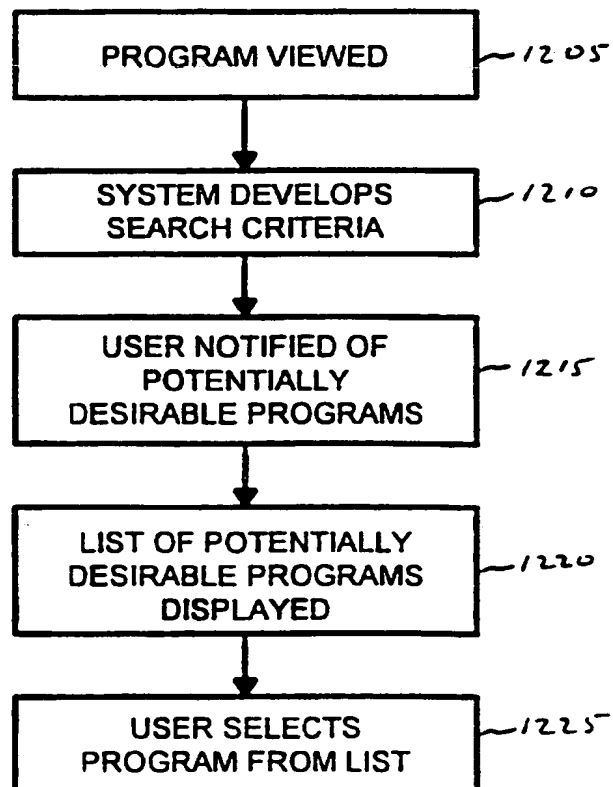 PROGRAM VIEWED
1205
SYSTEM DEVELOPS
SEARCH CRITERIA
1210
USER NOTIFIED OF
POTENTIALLY
DESIRABLE PROGRAMS
1215
LIST OF POTENTIALLY
DESIRABLE PROGRAMS
DISPLAYED
1220
USER SELECTS
PROGRAM FROM LIST
1225